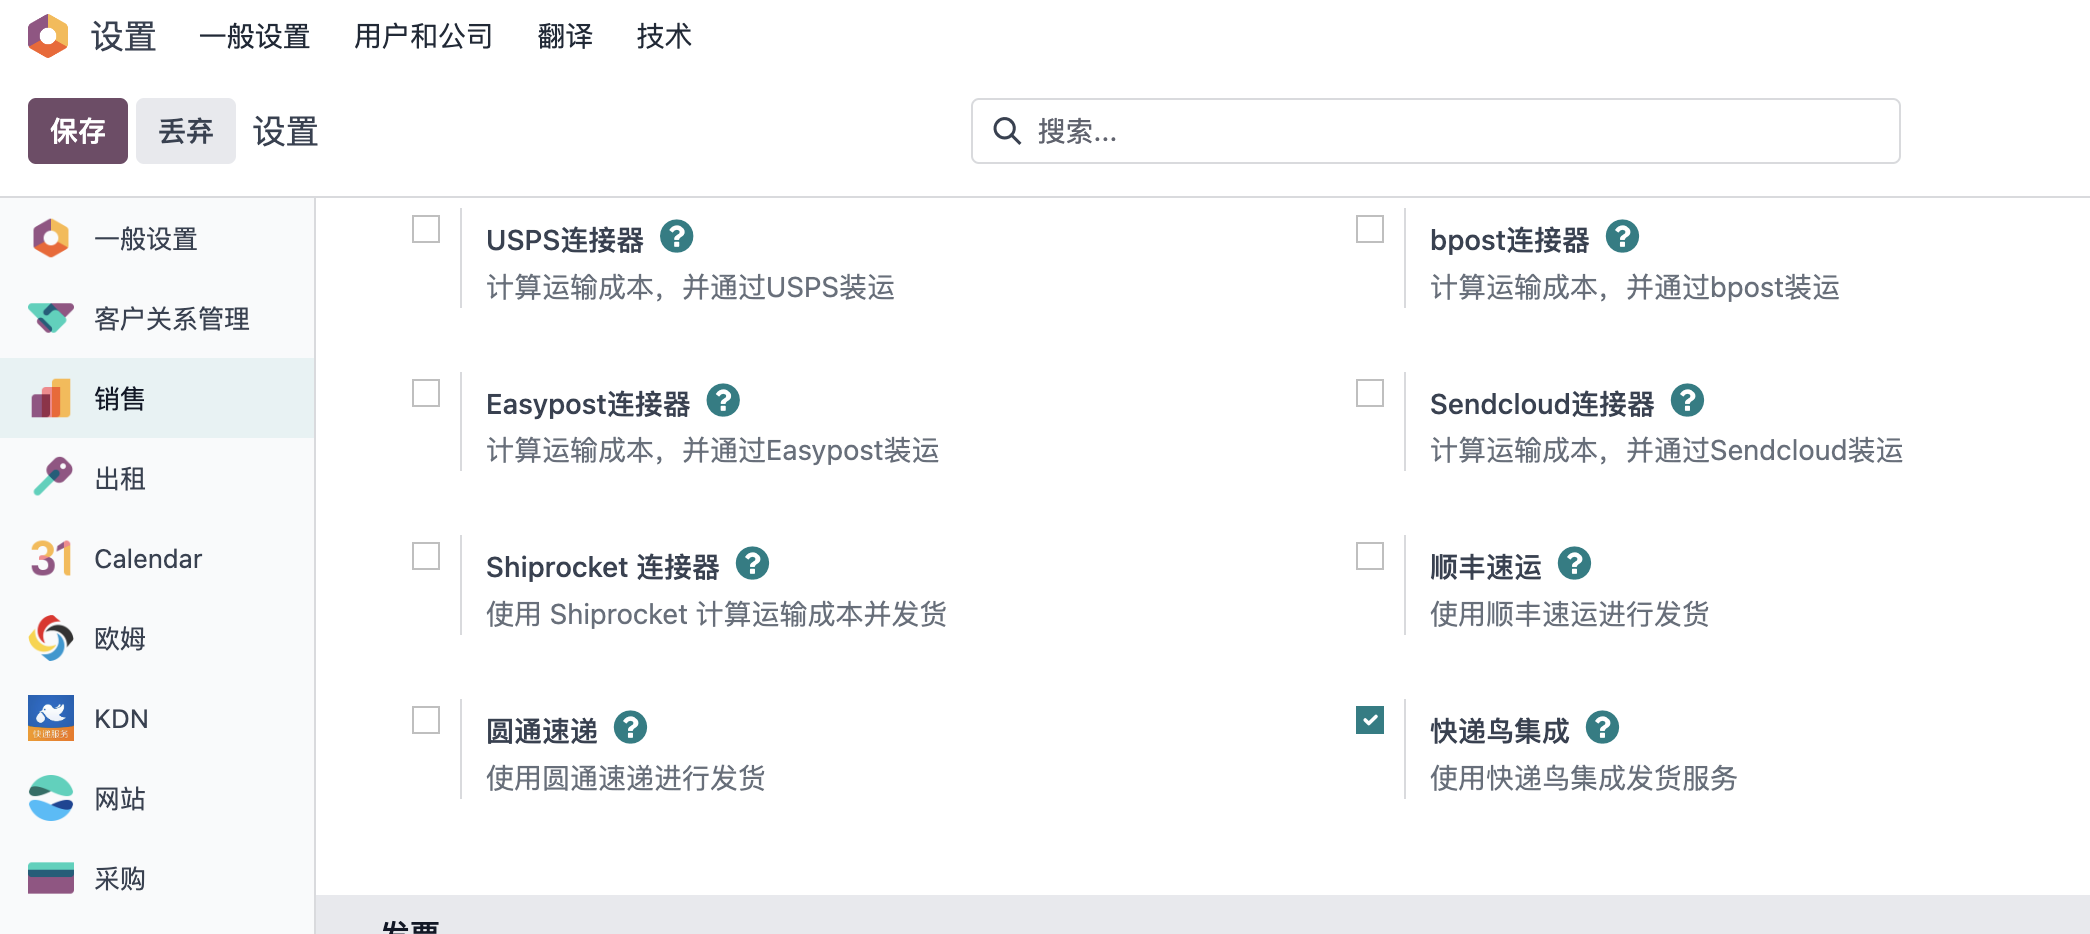 设置 一般设置 用户和公司 翻译 技术
保存 丢弃 设置 搜索...
一般设置
客户关系管理
销售
出租
31 Calendar
欧姆
快递服务 KDN
网站
采购
USPS连接器
计算运输成本，并通过USPS装运
bpost连接器
计算运输成本，并通过bpost装运
Easypost连接器
计算运输成本，并通过Easypost装运
Sendcloud连接器
计算运输成本，并通过Sendcloud装运
Shiprocket 连接器
使用 Shiprocket 计算运输成本并发货
顺丰速运
使用顺丰速运进行发货
圆通速递
使用圆通速递进行发货
快递鸟集成
使用快递鸟集成发货服务
发票